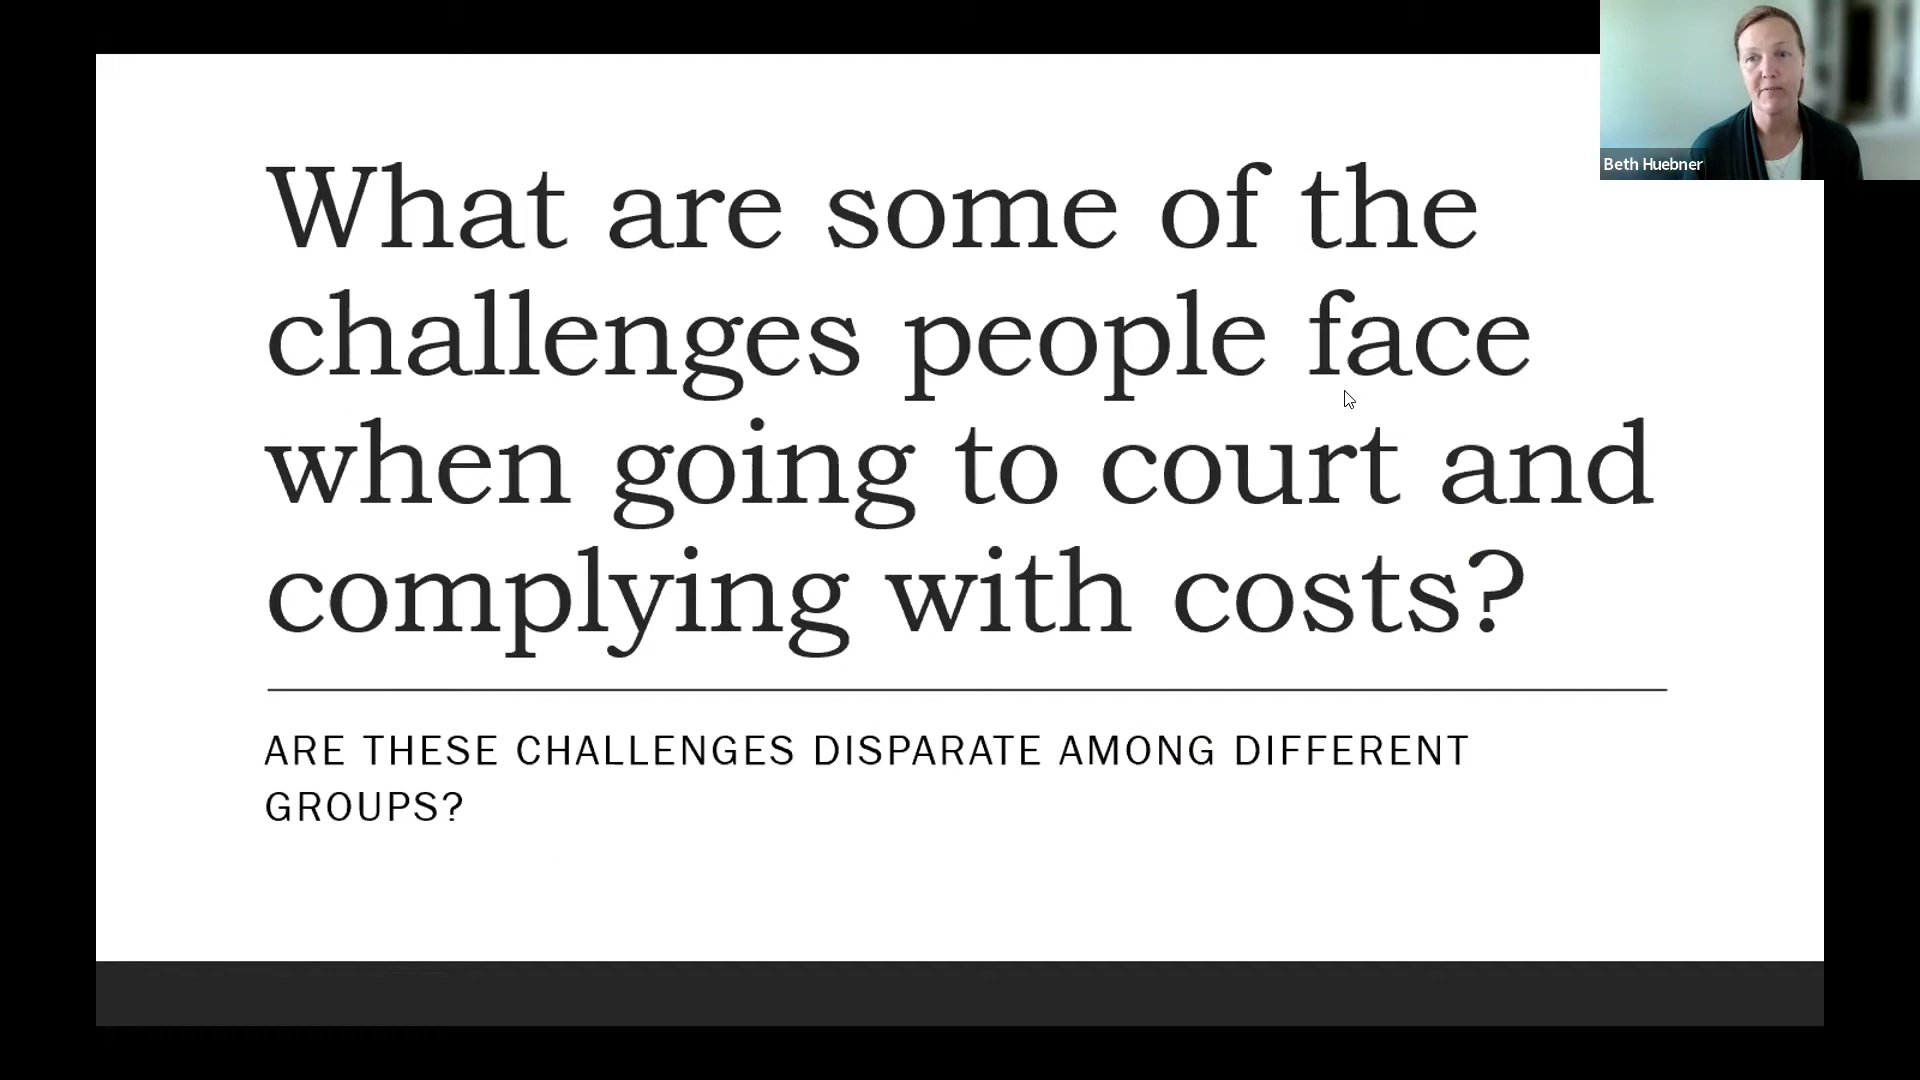 What are some of the
challenges people face
when going to court and
complying with costs?
ARE THESE CHALLENGES DISPARATE AMONG DIFFERENT
GROUPS?
Beth Huebner